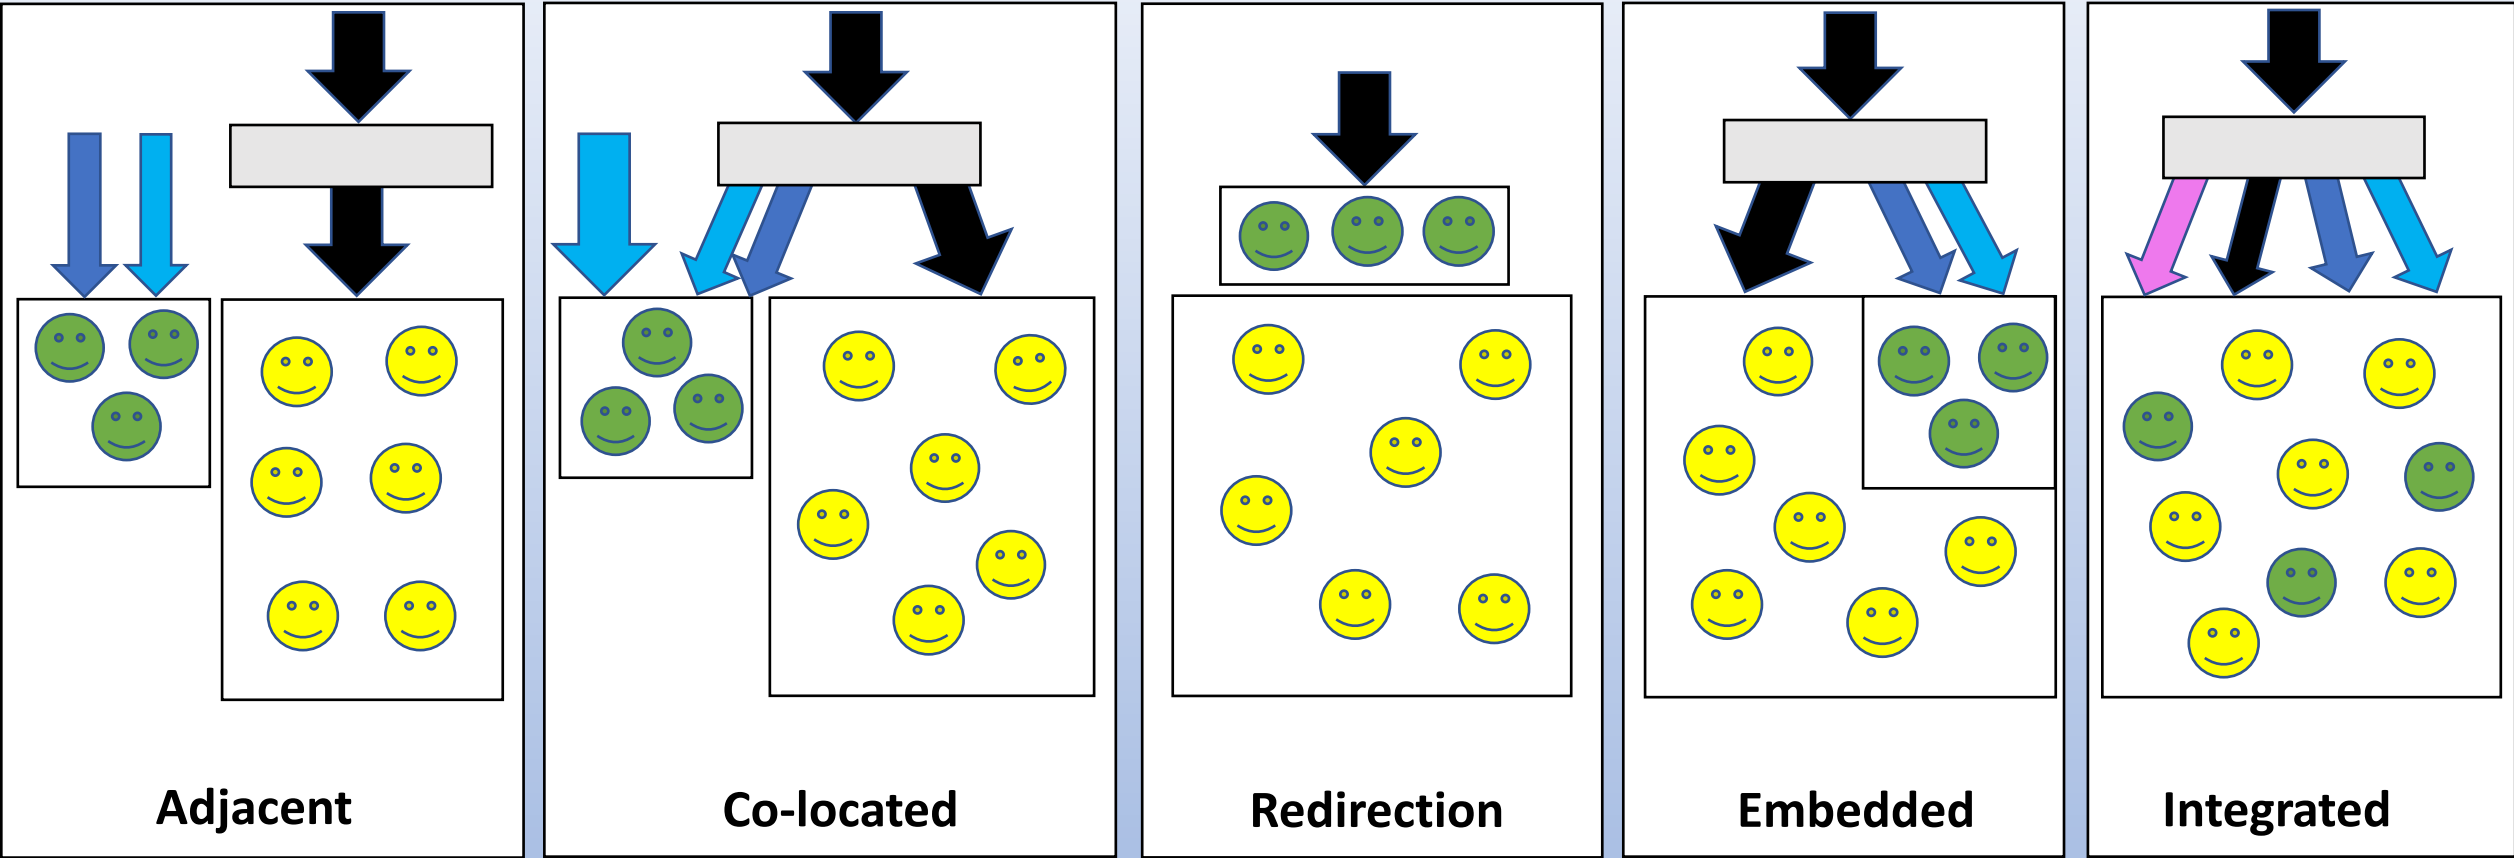 Adjacent
Co-located
Redirection
Embedded
Integrated